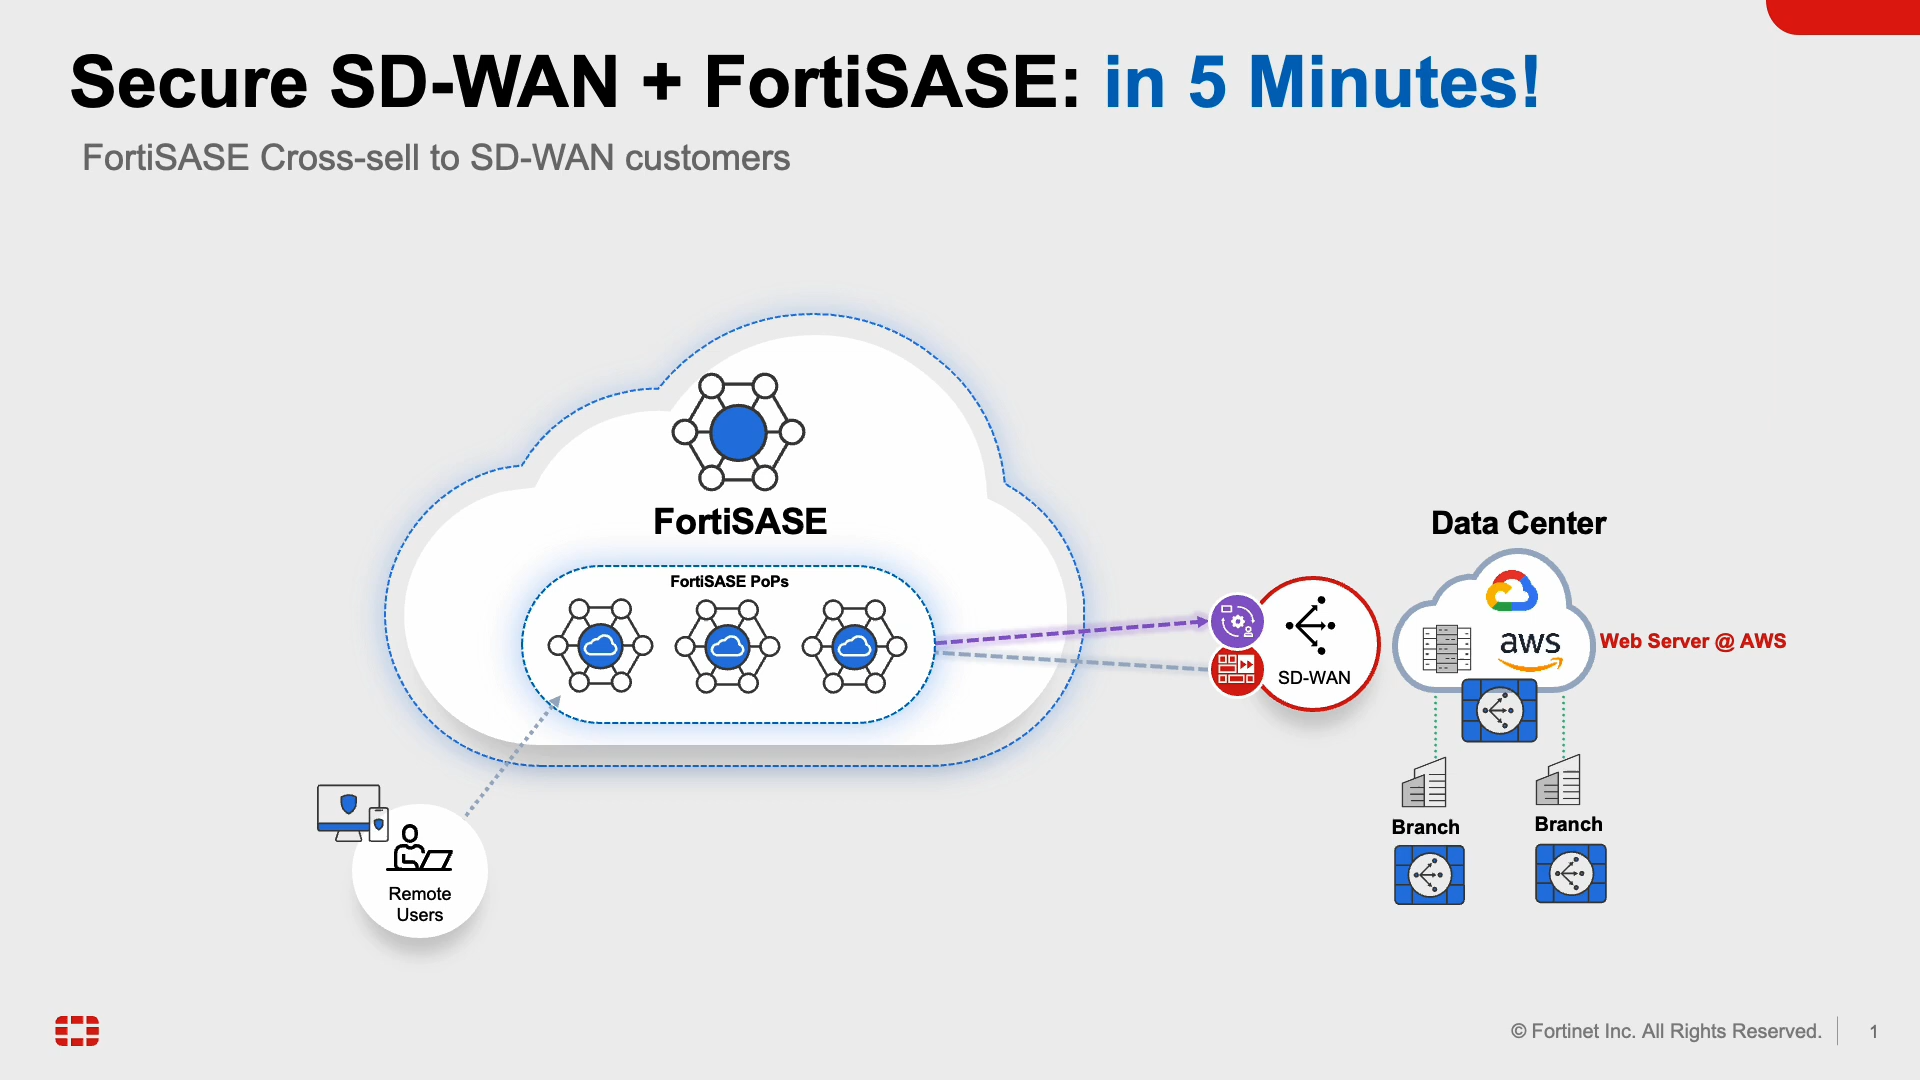 Secure SD-WAN + FortiSASE: in 5 Minutes!
FortiSASE Cross-sell to SD-WAN customers
FortiSASE
FortiSASE PoPs
Remote
Users
SD-WAN
Data Center
aws
Web Server @ AWS
Branch
Branch
© Fortinet Inc. All Rights Reserved.
1